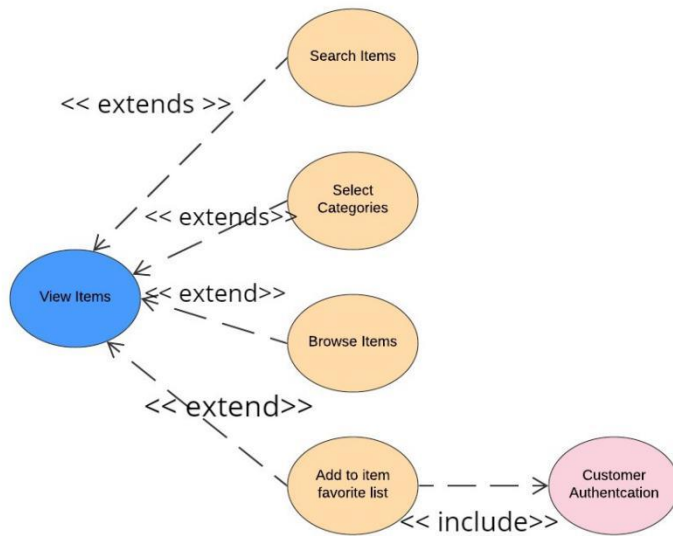 Search Items
<< extends >>
Select
Categories
<< extends>>
View Items
<< extend>>
Browse Items
<< extend>>
Add to item
favorite list
Customer
Authentcation
<< include>>